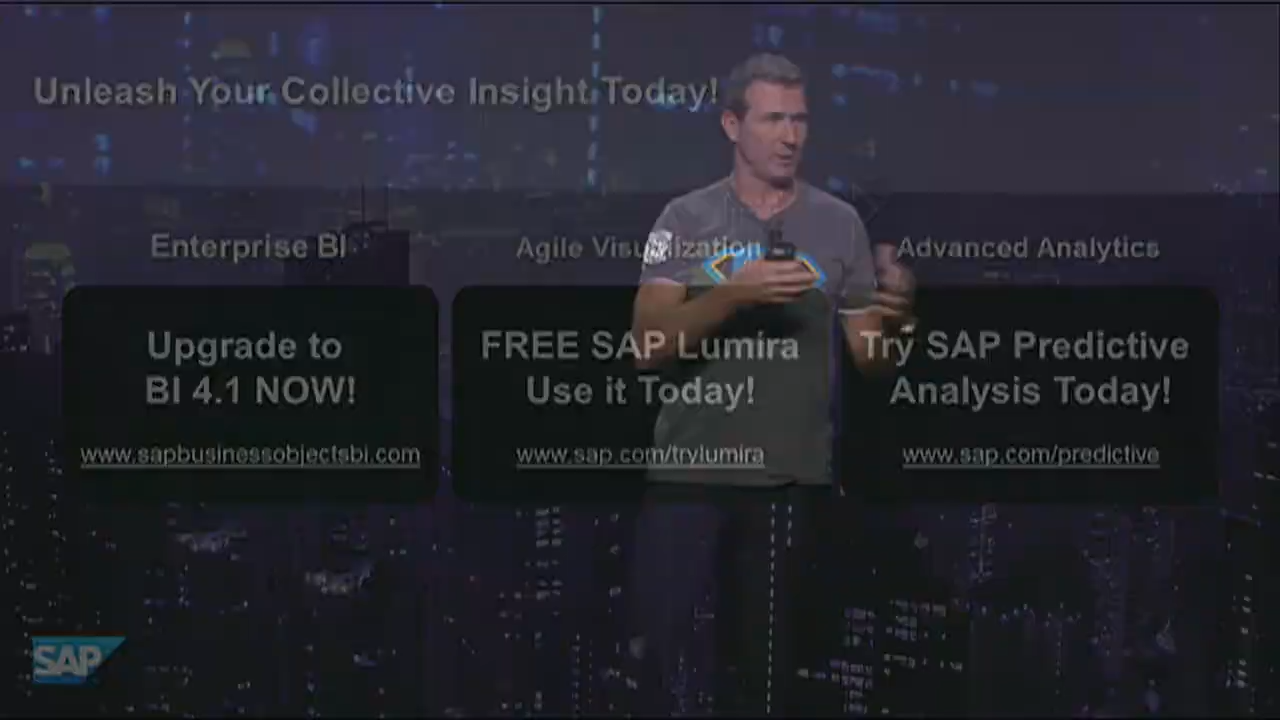 Unleash Your Collective Insight Today!
Enterprise BI
Agile Visualization
Advanced Analytics
Upgrade to
BI 4.1 NOW!
www.sapbusinessobjectsbi.com
FREE SAP Lumira
Use it Today!
www.sap.com/trylumira
Try SAP Predictive
Analysis Today!
www.sap.com/predictive
SAP